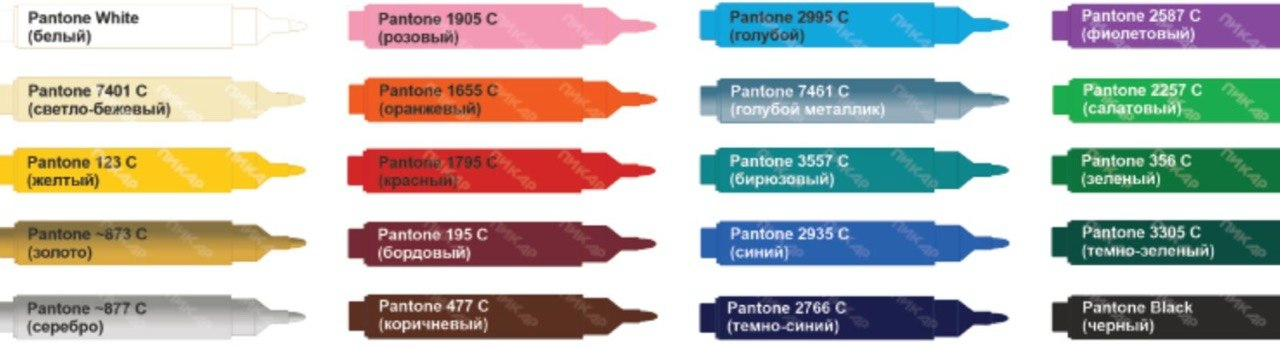 Pantone White
(белый)
Pantone 7401 C
(светло-бежевый)
Pantone 123 C
(желтый)
Pantone ~873 C
(золото)
Pantone ~877 C
(серебро)
Pantone 1905 C
(розовый)
Pantone 1655 C
(оранжевый)
Pantone 1795 C
(красный)
Pantone 195 C
(бордовый)
Pantone 477 C
(коричневый)
Pantone 2995 C
(голубой)
Pantone 7461 C
(голубой металлик)
Pantone 3557 C
(бирюзовый)
Pantone 2935 C
(синий)
Pantone 2766 C
(темно-синий)
Pantone 2587 C
(фиолетовый)
Pantone 2257 C
(салатовый)
Pantone 356 C
(зеленый)
Pantone 3305 C
(темно-зеленый)
Pantone Black
(черный)
ПИКАР